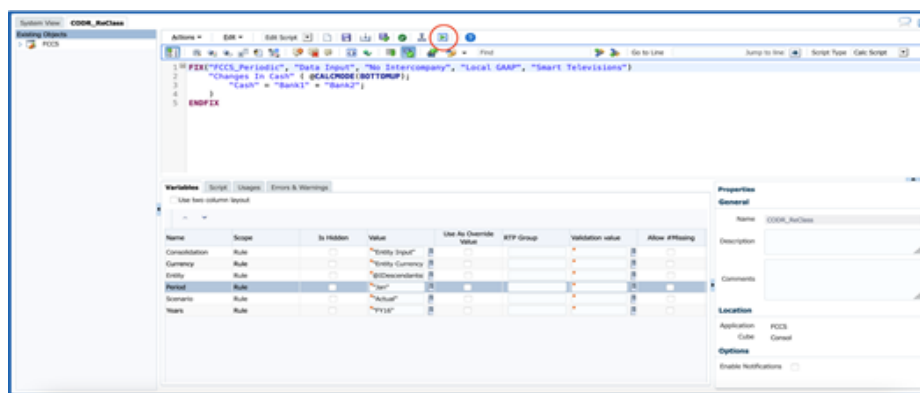 System View CODR_ReClass
Existing Objects
FCCS
Actions Edit Edit Script
Find Go to Line Jump to line Script Type Calc Script
1 FIX("FCCS_Periodic", "Data Input", "No Intercompany", "Local GAAP", "Smart Televisions")
2 "Changes In Cash" ( @CALCMODE(BOTTOMUP);
3 "Cash" = "Bank1" + "Bank2";
4 )
5 ENDFIX
Variables Script Usages Errors & Warnings
Use two column layout
Name Scope Is Hidden Value Use As Override Value RTP Group Validation value Allow #Missing
Consolidation Rule "Entity Input"
Currency Rule "Entity Currency
Entity Rule
Period Rule "Jan"
Scenario Rule "Actual"
Years Rule "FY16"
Properties
General
Name CODR_ReClass
Description
Comments
Location
Application FCCS
Cube Consol
Options
Enable Notifications